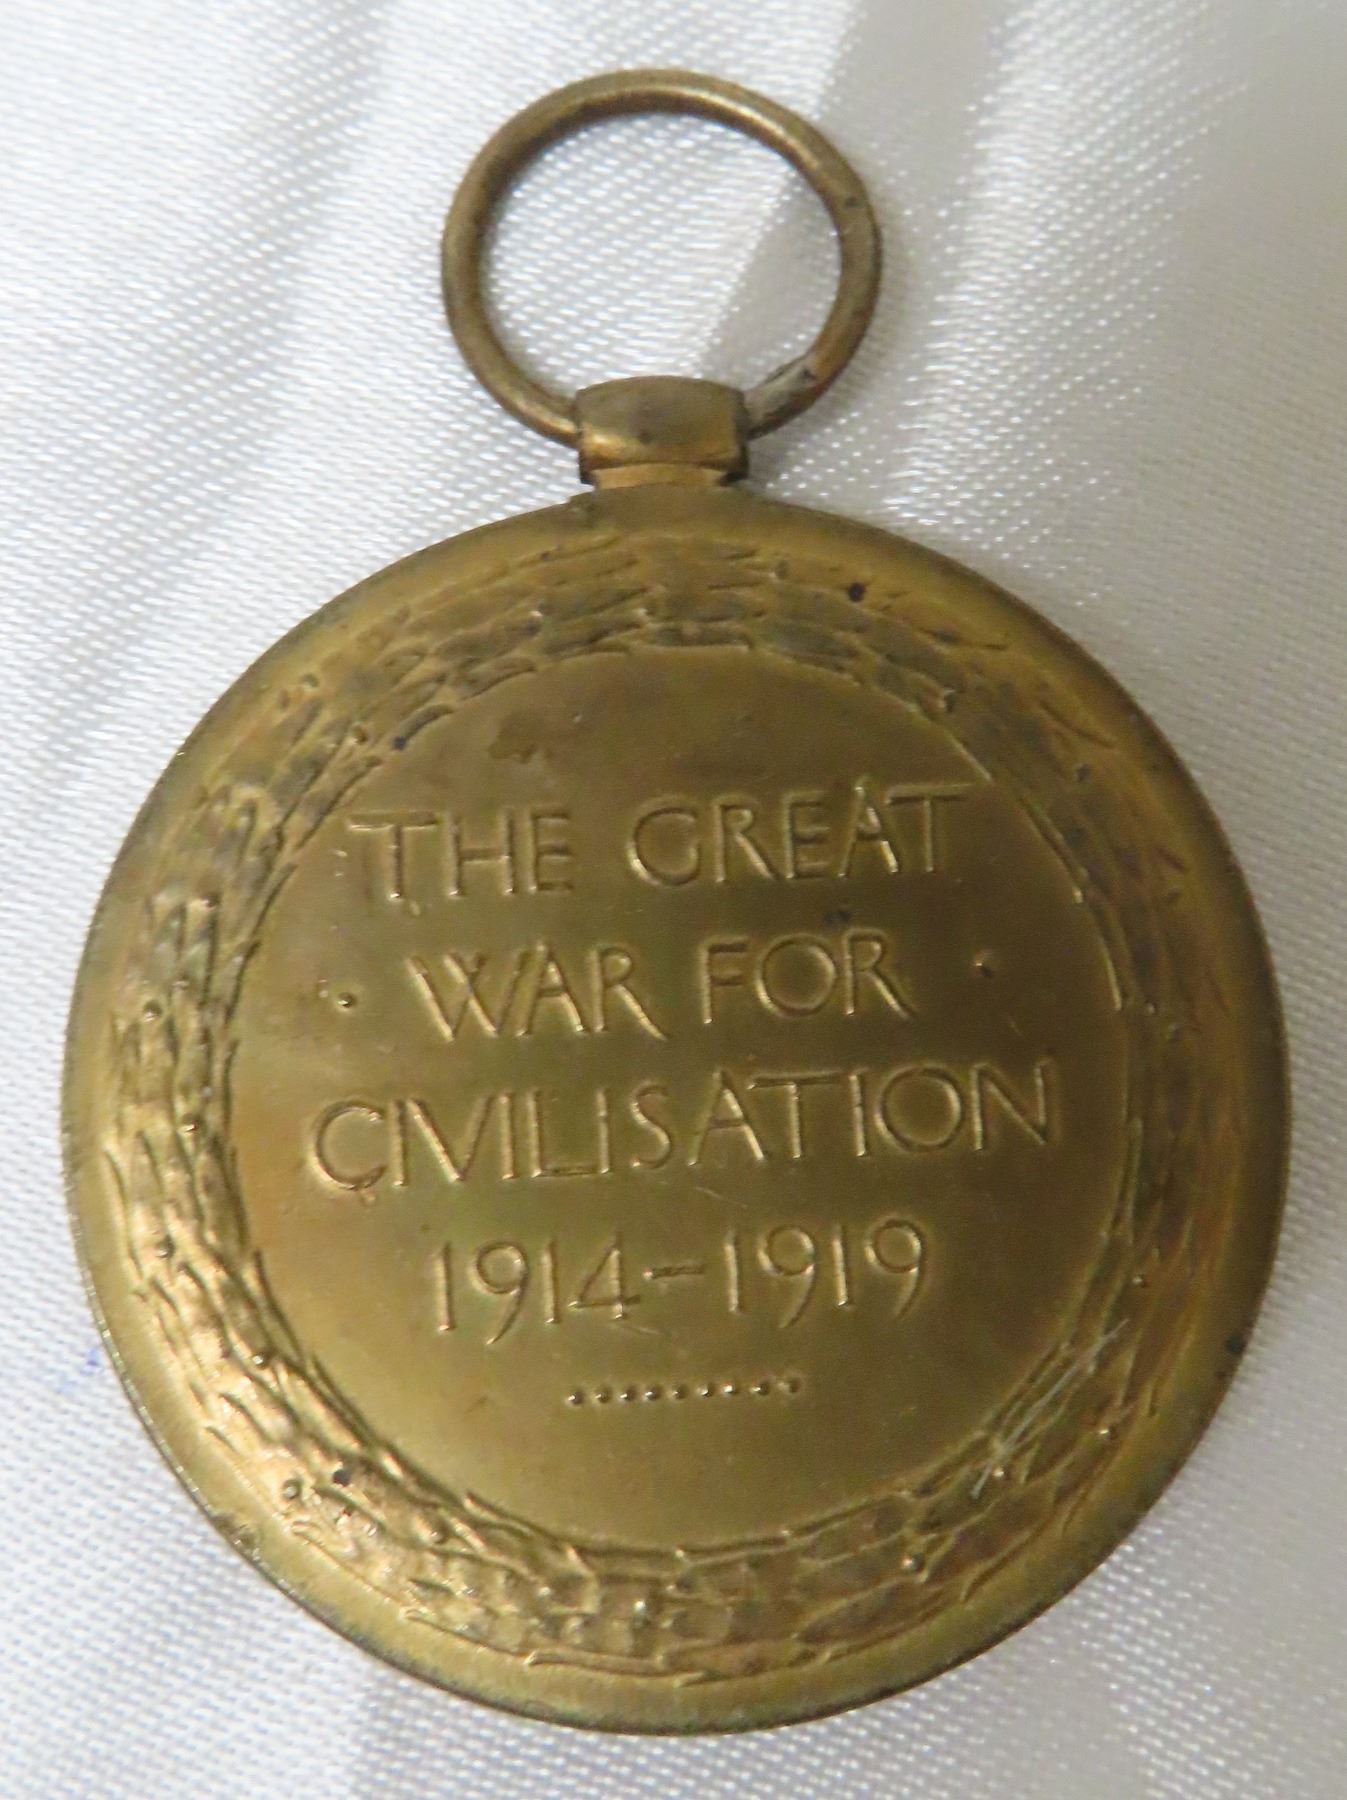 THE GREAT
· WAR FOR ·
CIVILISATION
1914-1919